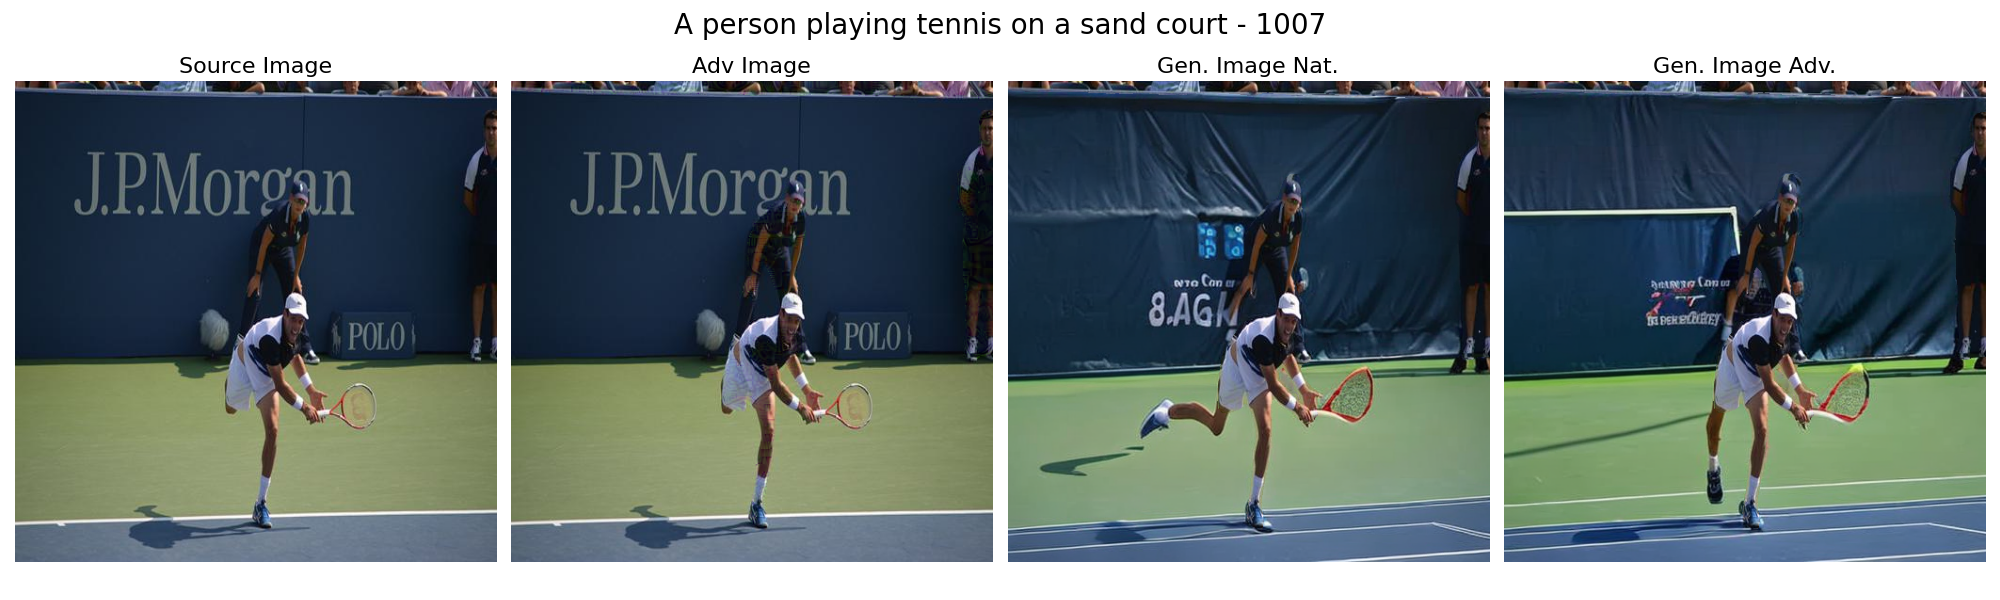 A person playing tennis on a sand court - 1007
Source Image
Adv Image
Gen. Image Nat.
Gen. Image Adv.
J.P.Morgan
POLO
J.P.Morgan
POLO
8.AGK